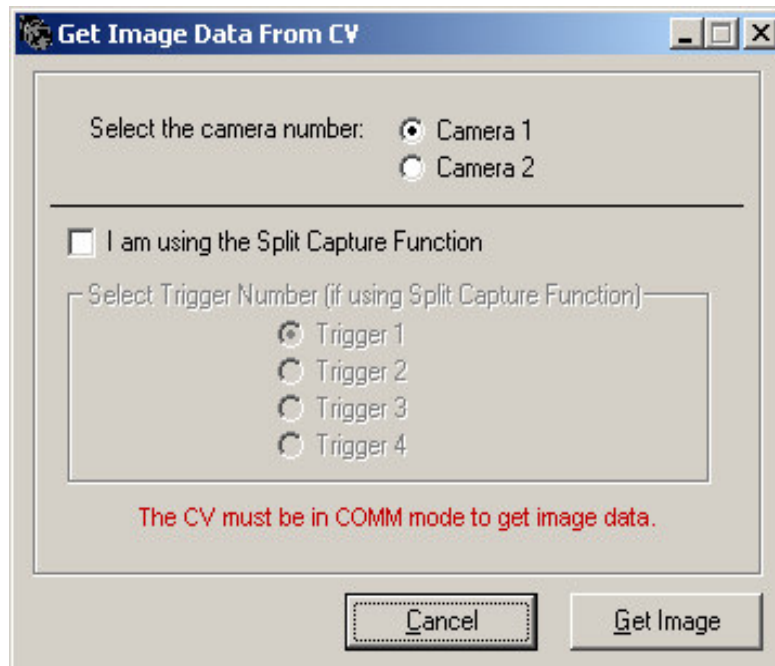 Get Image Data From CV
Select the camera number:
Camera 1
Camera 2
I am using the Split Capture Function
Select Trigger Number (if using Split Capture Function)
Trigger 1
Trigger 2
Trigger 3
Trigger 4
The CV must be in COMM mode to get image data.
Cancel
Get Image